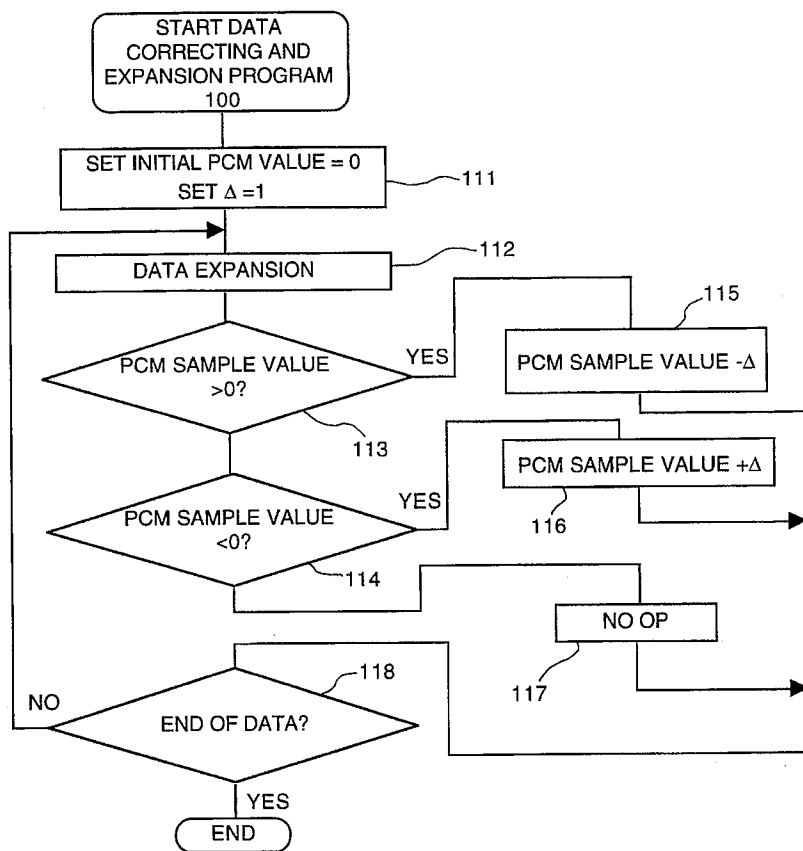 START DATA
CORRECTING AND
EXPANSION PROGRAM
100
SET INITIAL PCM VALUE = 0
SET Δ =1
111
DATA EXPANSION
112
PCM SAMPLE VALUE
>0?
YES
113
115
PCM SAMPLE VALUE -Δ
PCM SAMPLE VALUE
<0?
YES
114
PCM SAMPLE VALUE +Δ
116
NO OP
117
118
NO
END OF DATA?
YES
END